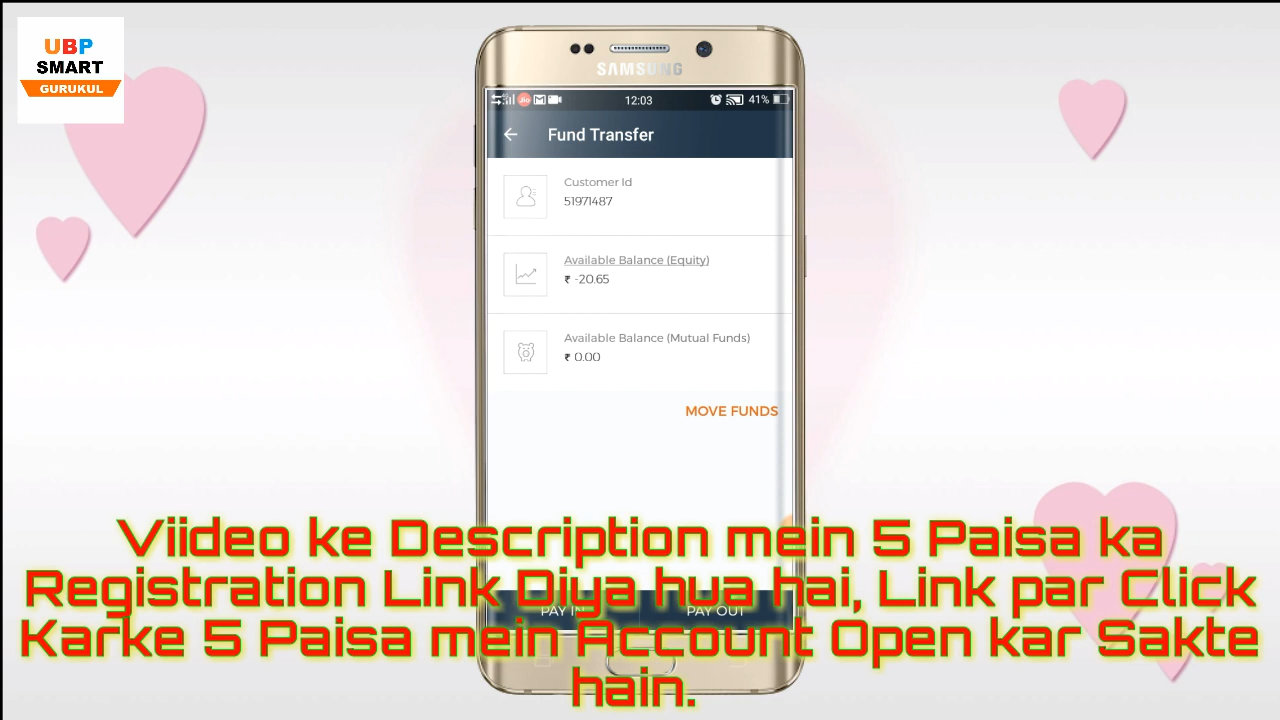 UBP
SMART
GURUKUL
SAMSUNG
Jio
12:03
41%
Fund Transfer
Customer Id
51971487
Available Balance (Equity)
₹ -20.65
Available Balance (Mutual Funds)
₹ 0.00
MOVE FUNDS
PAY IN
PAY OUT
Viideo ke Description mein 5 Paisa ka
Registration Link Diya hua hai, Link par Click
Karke 5 Paisa mein Account Open kar Sakte
hain.